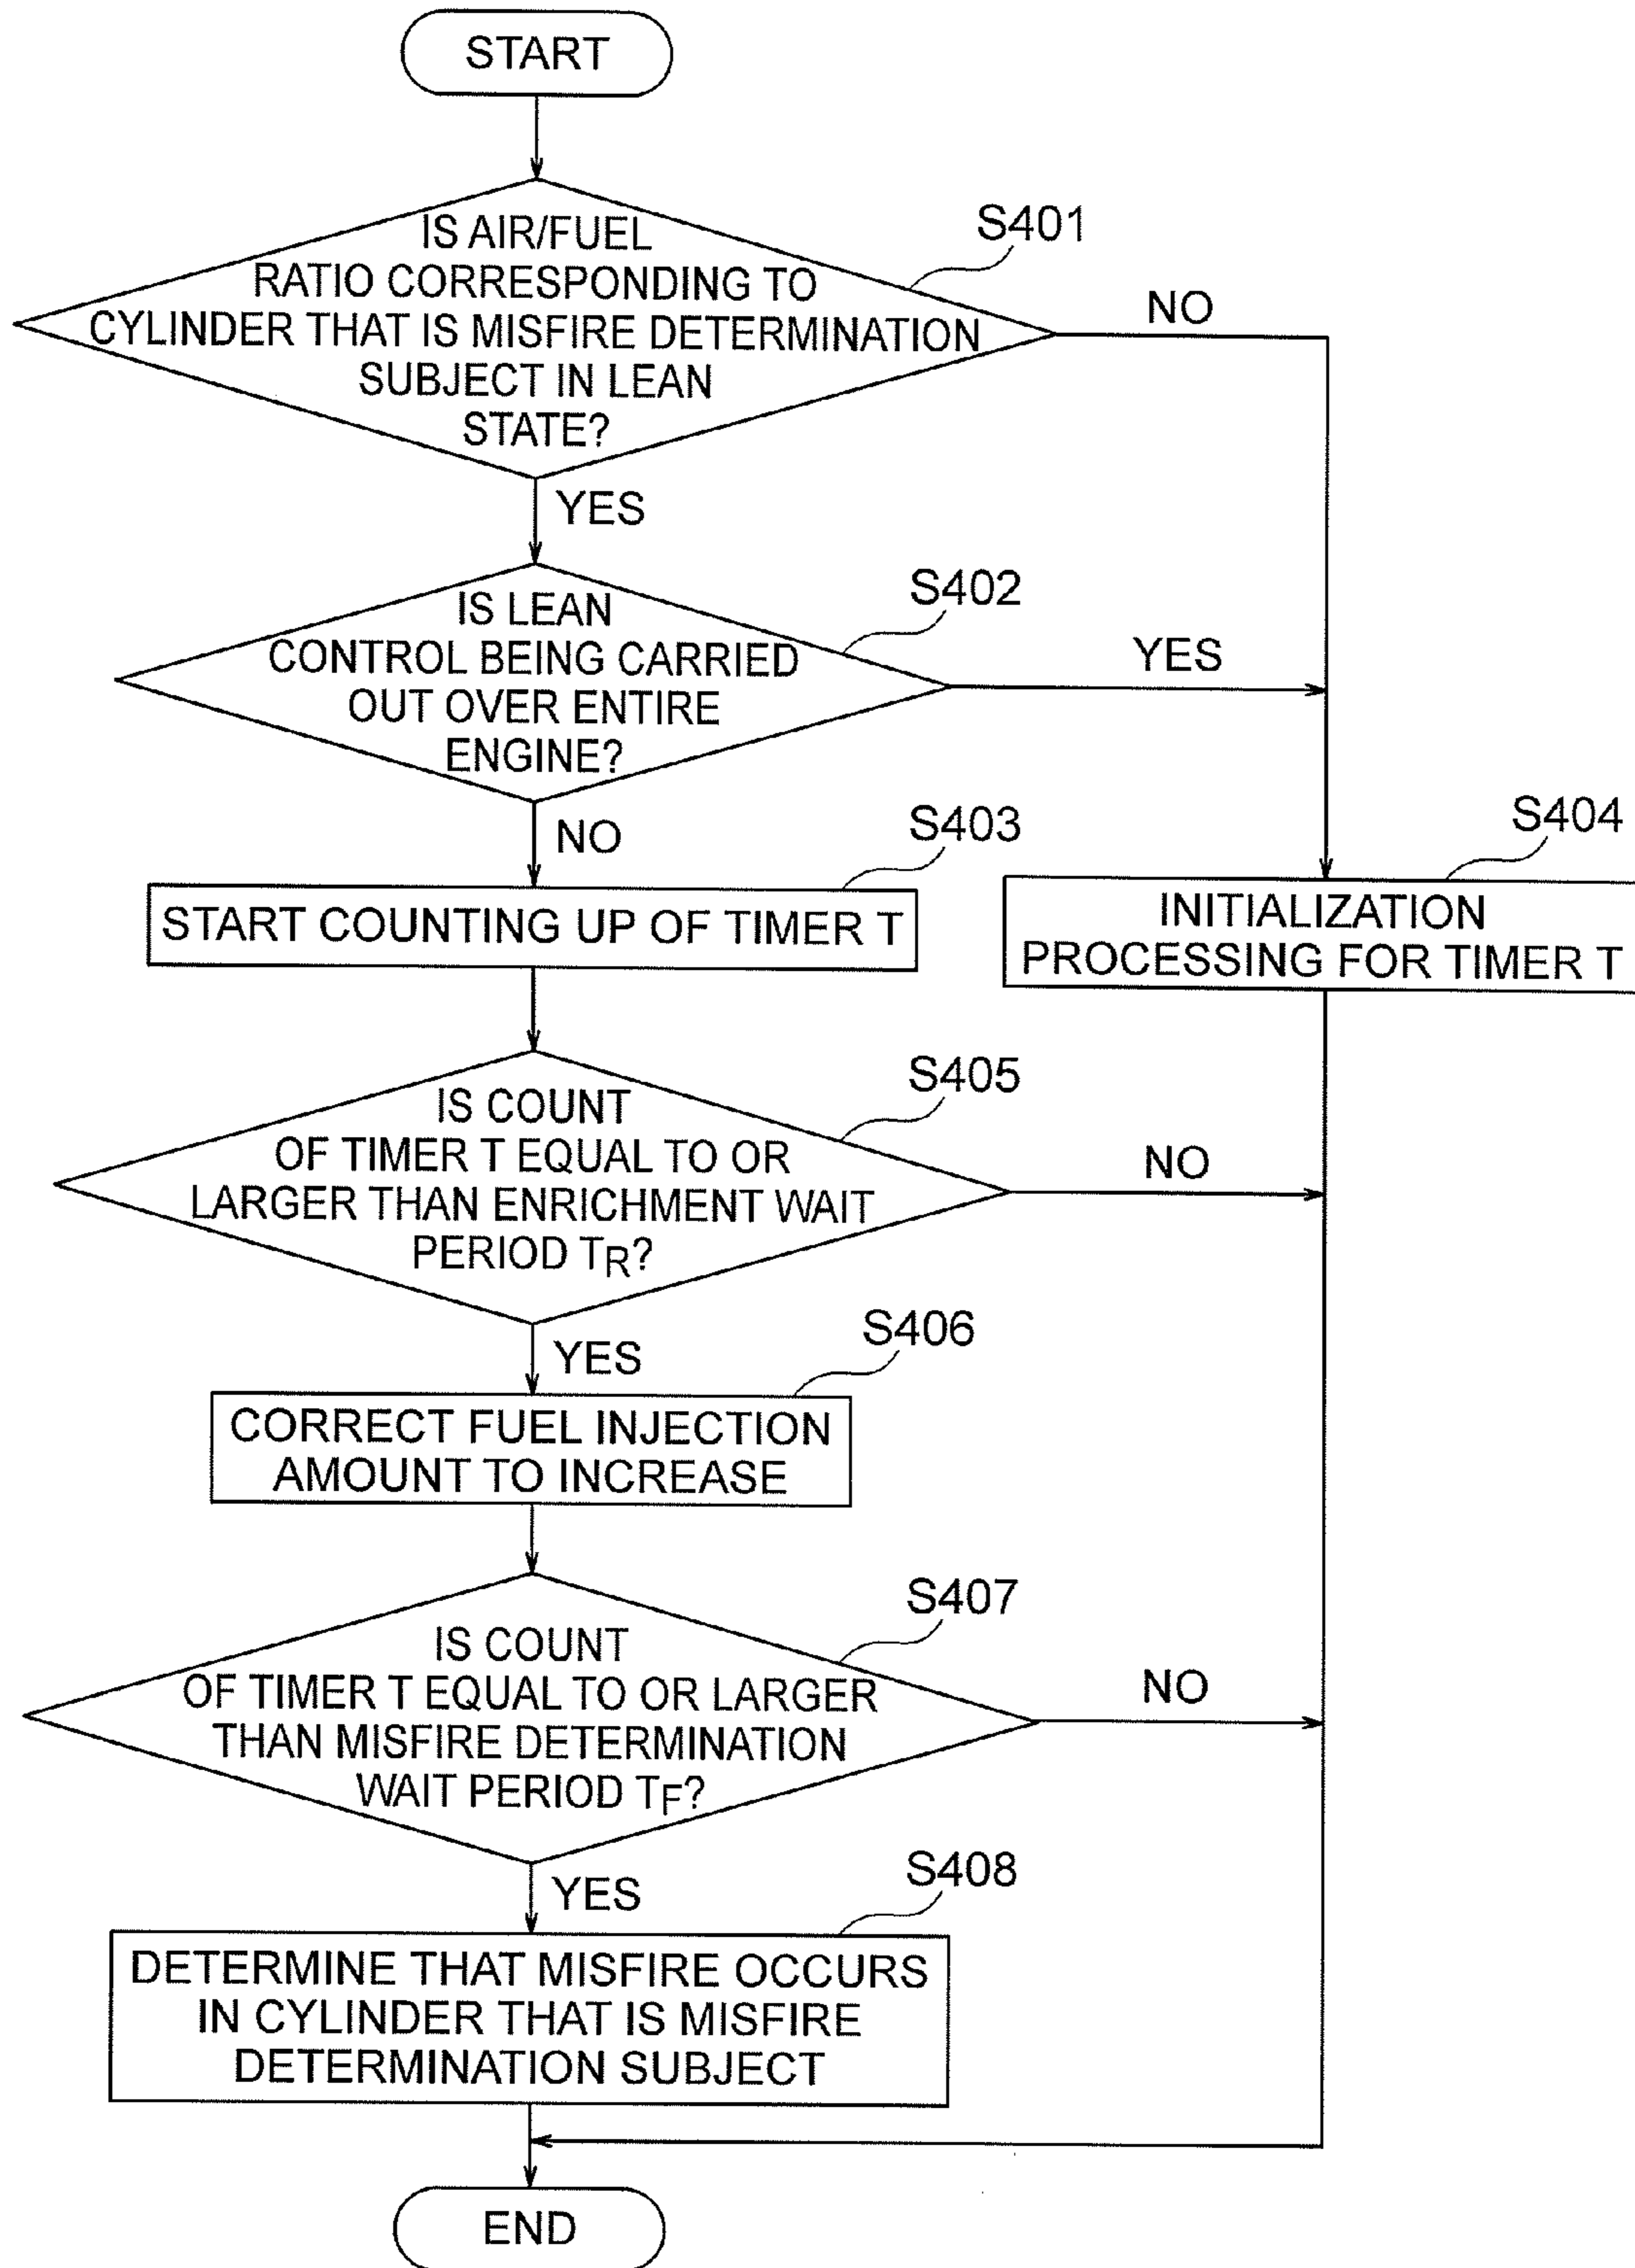 START
IS AIR/FUEL
RATIO CORRESPONDING TO
CYLINDER THAT IS MISFIRE DETERMINATION
SUBJECT IN LEAN
STATE?
S401
NO
YES
IS LEAN
CONTROL BEING CARRIED
OUT OVER ENTIRE
ENGINE?
S402
YES
NO
S403
START COUNTING UP OF TIMER T
S404
INITIALIZATION
PROCESSING FOR TIMER T
IS COUNT
OF TIMER T EQUAL TO OR
LARGER THAN ENRICHMENT WAIT
PERIOD TR?
S405
NO
YES
S406
CORRECT FUEL INJECTION
AMOUNT TO INCREASE
IS COUNT
OF TIMER T EQUAL TO OR LARGER
THAN MISFIRE DETERMINATION
WAIT PERIOD TF?
S407
NO
YES
S408
DETERMINE THAT MISFIRE OCCURS
IN CYLINDER THAT IS MISFIRE
DETERMINATION SUBJECT
END